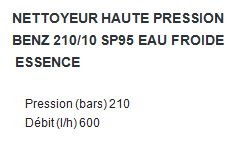 NETTOYEUR HAUTE PRESSION
BENZ 210/10 SP95 EAU FROIDE
ESSENCE
Pression (bars) 210
Débit (l/h) 600